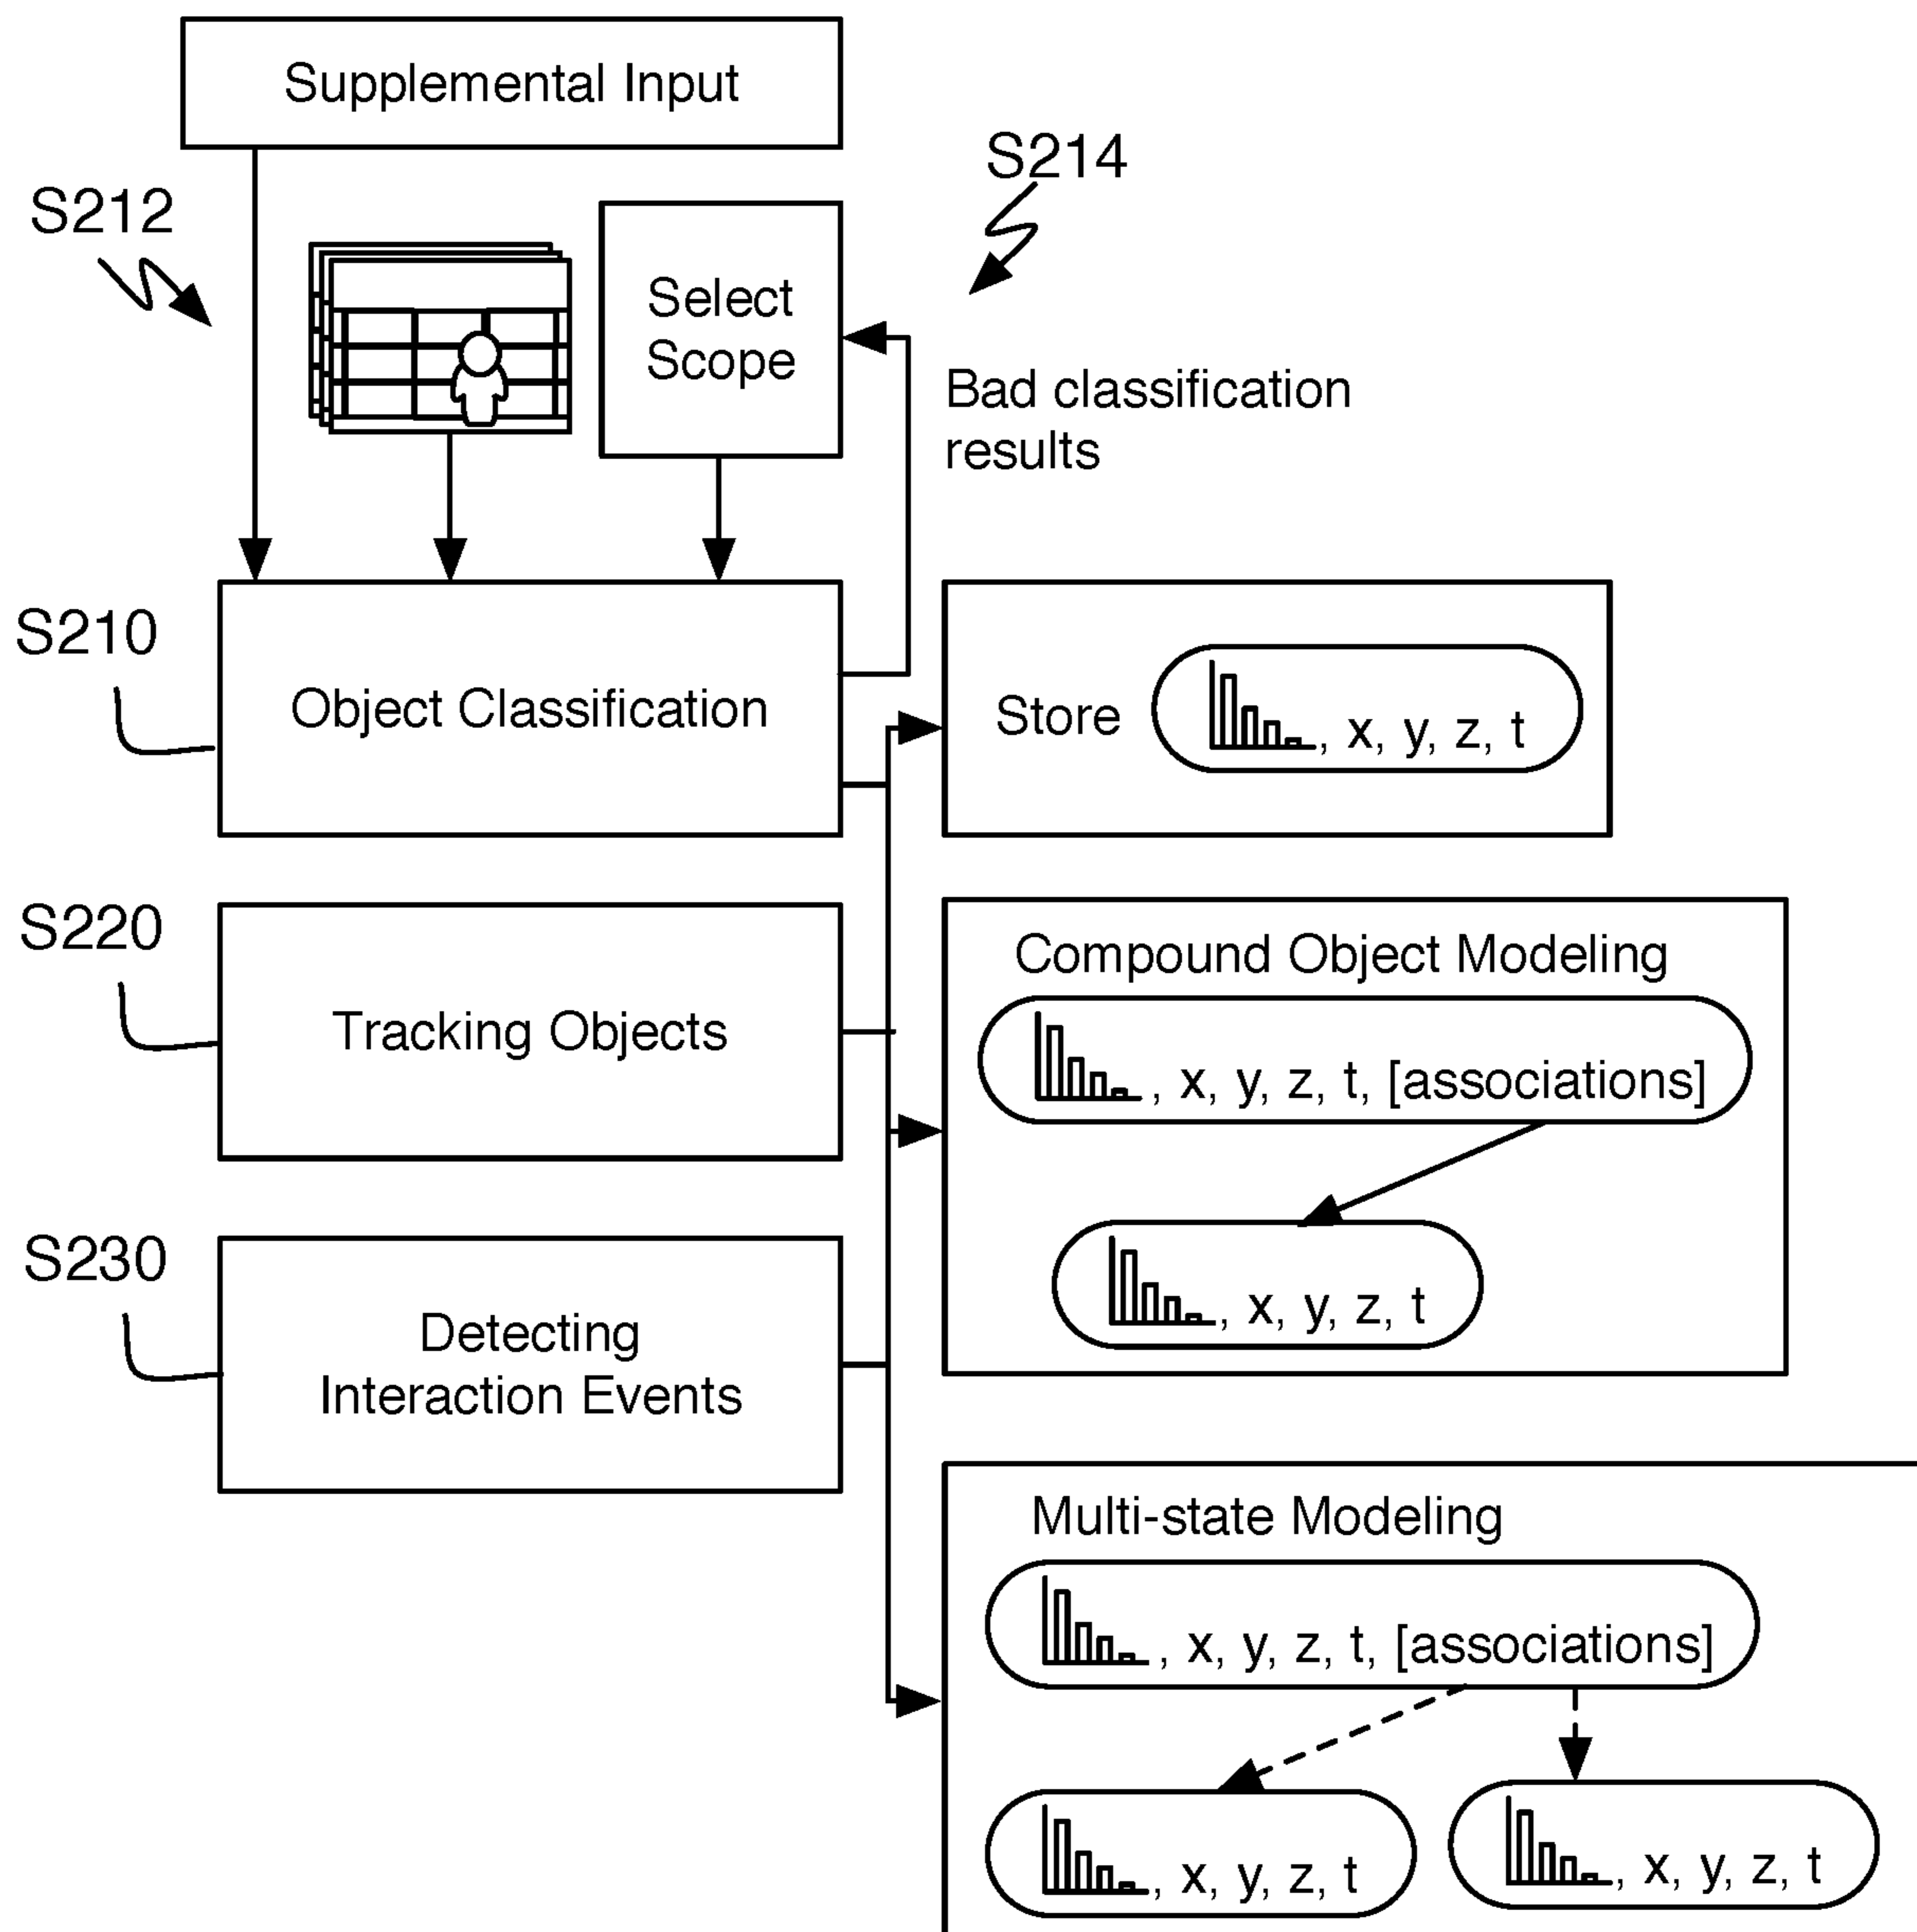 Supplemental Input
S214
S212
Select
Scope
Bad classification
results
S210
Object Classification
Store
, x, y, z, t
S220
Tracking Objects
Compound Object Modeling
, x, y, z, t, [associations]
, x, y, z, t
S230
Detecting
Interaction Events
Multi-state Modeling
, x, y, z, t, [associations]
, x, y, z, t
, x, y, z, t